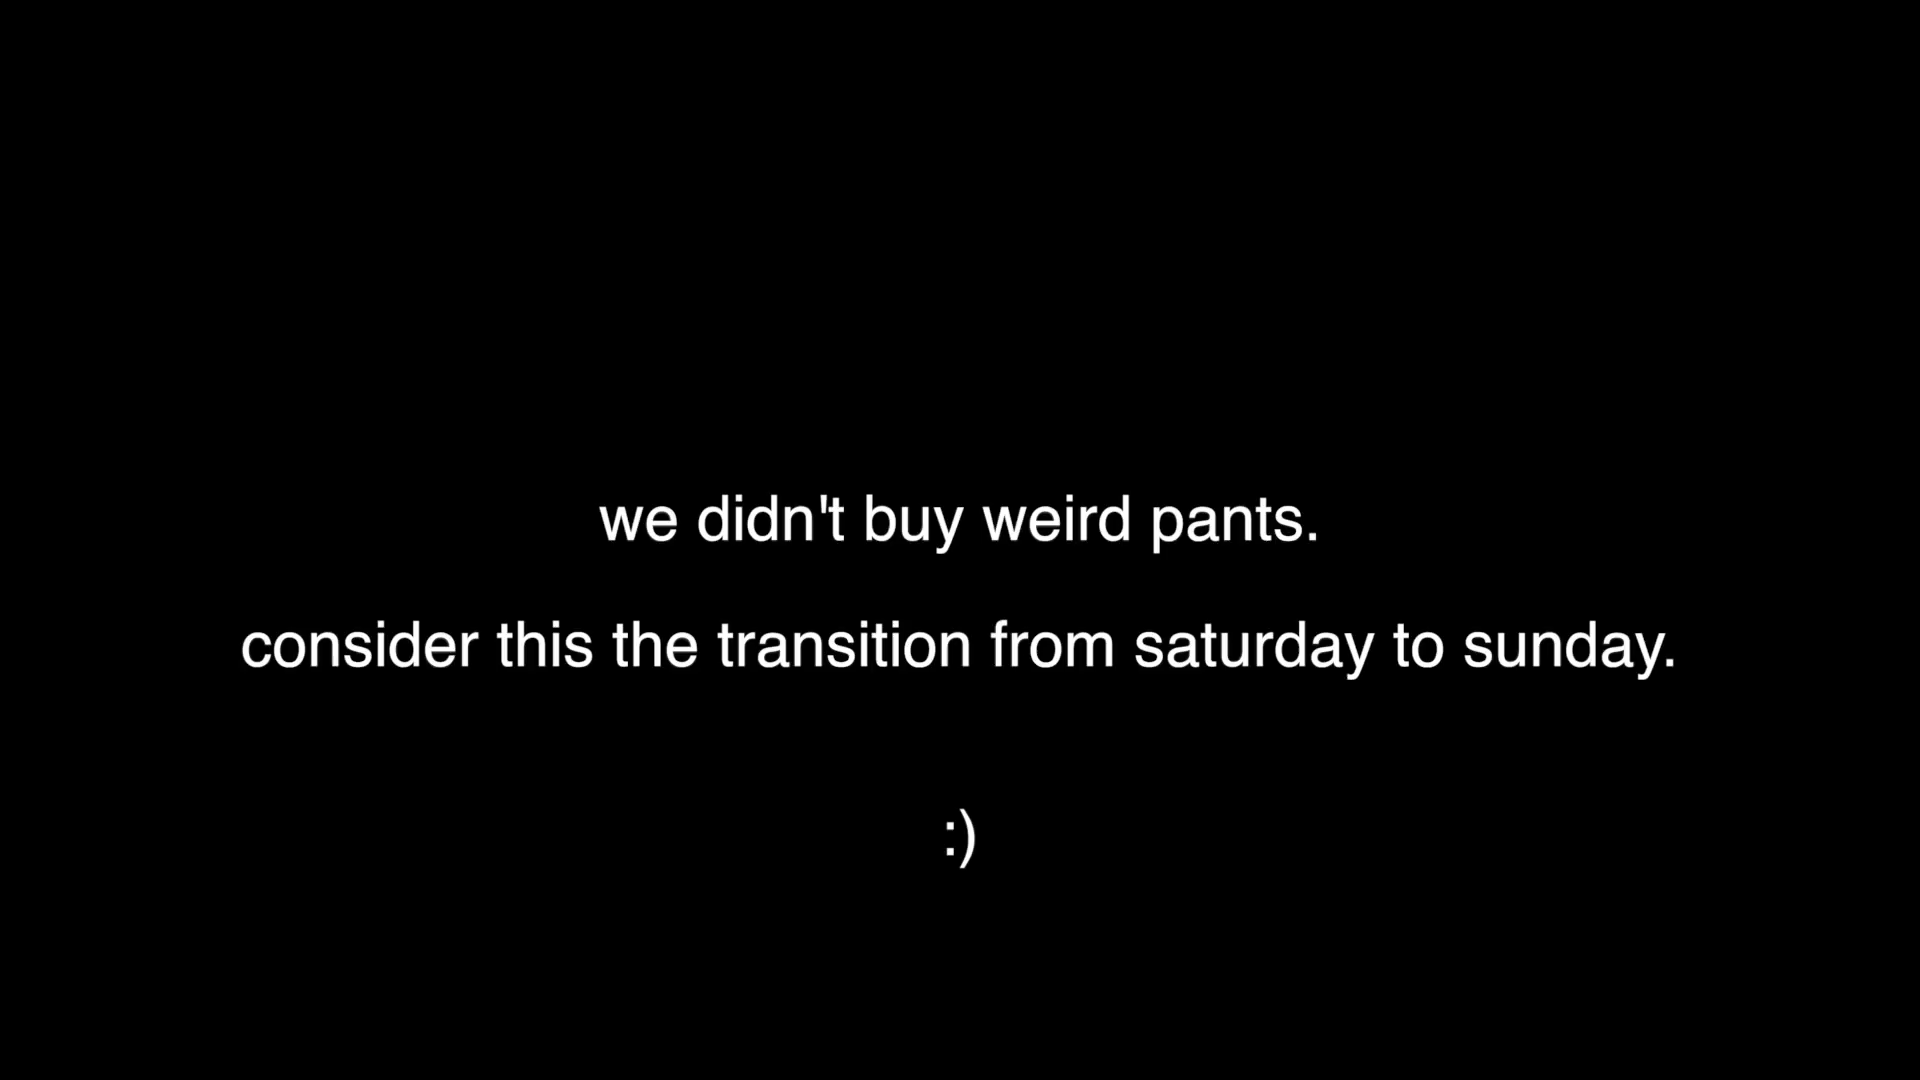 we didn't buy weird pants.
consider this the transition from saturday to sunday.
:)